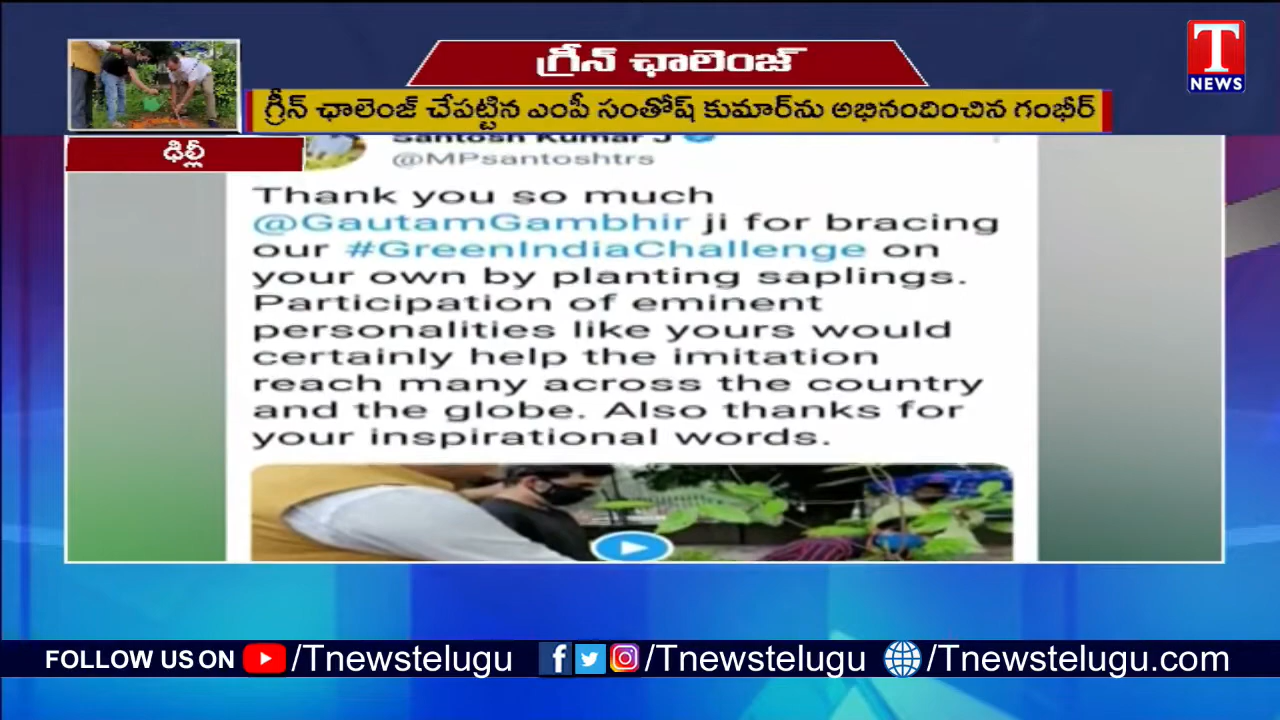 గ్రీన్ ఛాలెంజ్
T
NEWS
గ్రీన్ ఛాలెంజ్ చేపట్టిన ఎంపీ సంతోష్ కుమార్‌ను అభినందించిన గంభీర్
ఢిల్లీ
Santosh Kumar J
@MPsantoshtrs
Thank you so much
@GautamGambhir ji for bracing
our #GreenIndiaChallenge on
your own by planting saplings.
Participation of eminent
personalities like yours would
certainly help the imitation
reach many across the country
and the globe. Also thanks for
your inspirational words.
FOLLOW US ON /Tnewstelugu /Tnewstelugu /Tnewstelugu.com